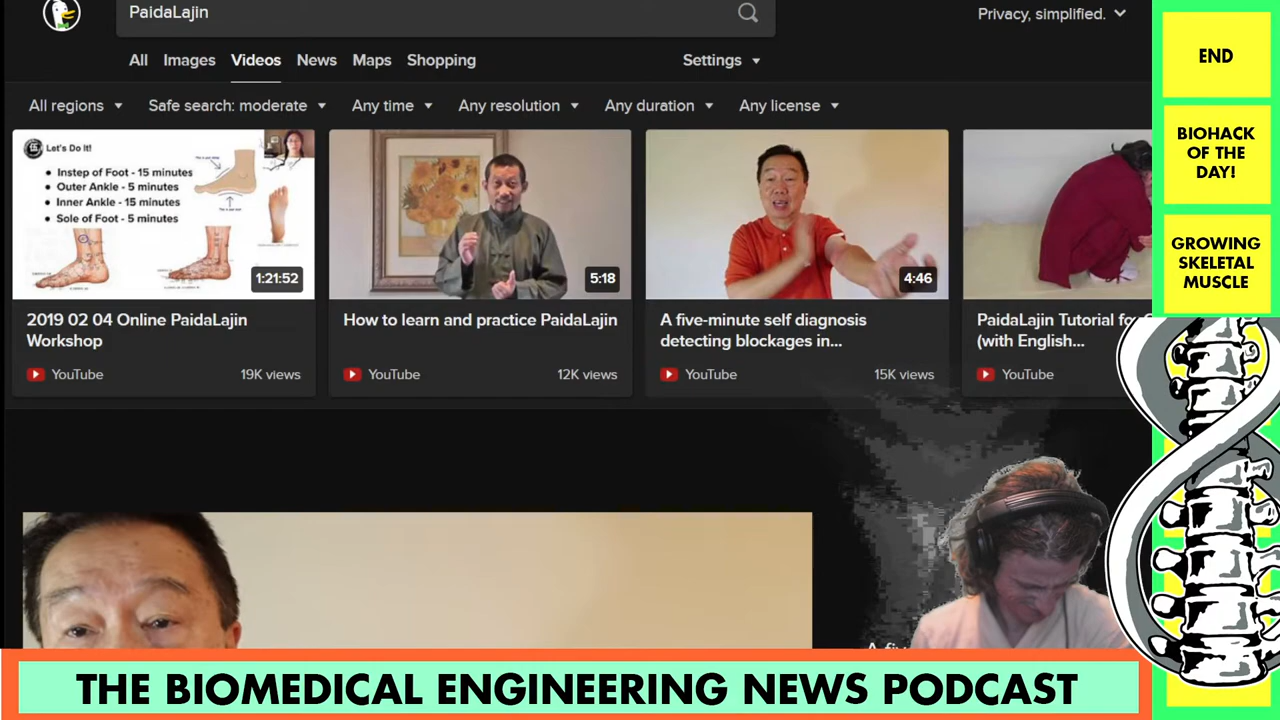 PaidaLajin
Privacy, simplified.
All Images Videos News Maps Shopping
Settings
All regions
Safe search: moderate
Any time
Any resolution
Any duration
Any license
Let's Do it!
Instep of Foot - 15 minutes
Outer Ankle - 5 minutes
Inner Ankle - 15 minutes
Sole of Foot - 5 minutes
1:21:52
2019 02 04 Online PaidaLajin
Workshop
YouTube
19K views
5:18
How to learn and practice PaidaLajin
YouTube
12K views
4:46
A five-minute self diagnosis
detecting blockages in...
YouTube
15K views
PaidaLajin Tutorial
(with English...
YouTube
END
BIOHACK
OF THE
DAY!
GROWING
SKELETAL
MUSCLE
THE BIOMEDICAL ENGINEERING NEWS PODCAST